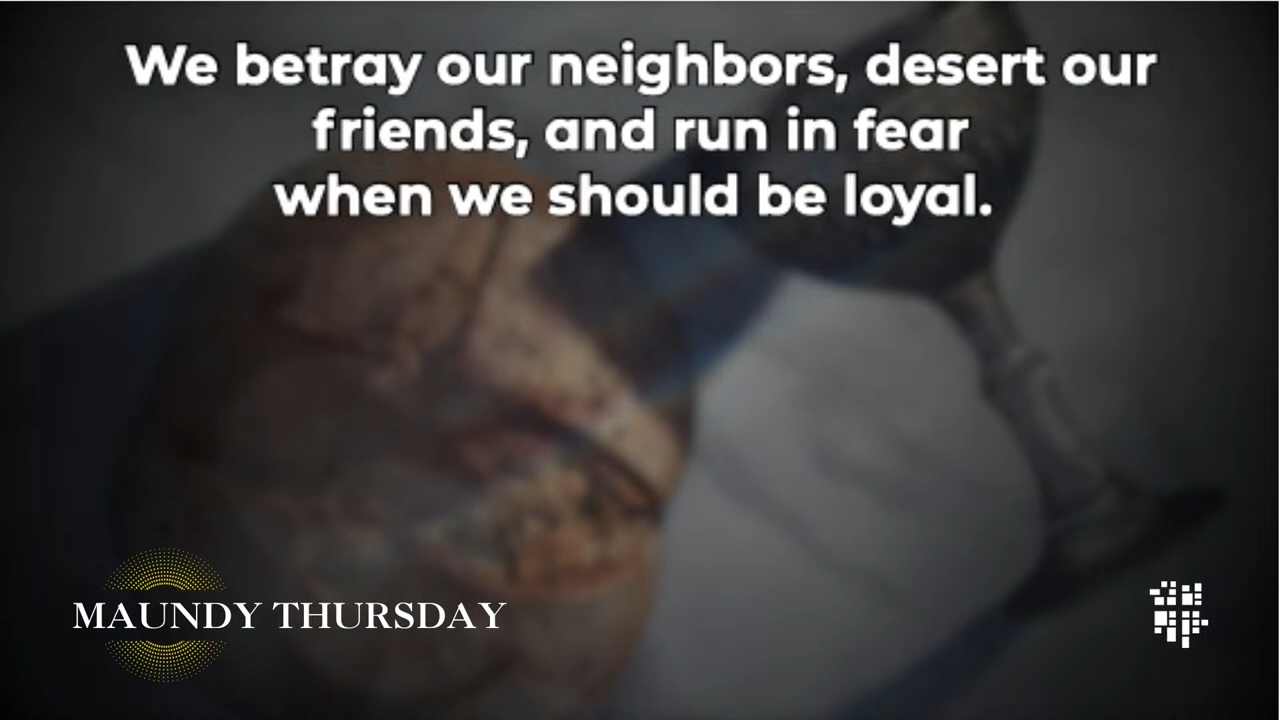 We betray our neighbors, desert our
friends, and run in fear
when we should be loyal.
MAUNDY THURSDAY